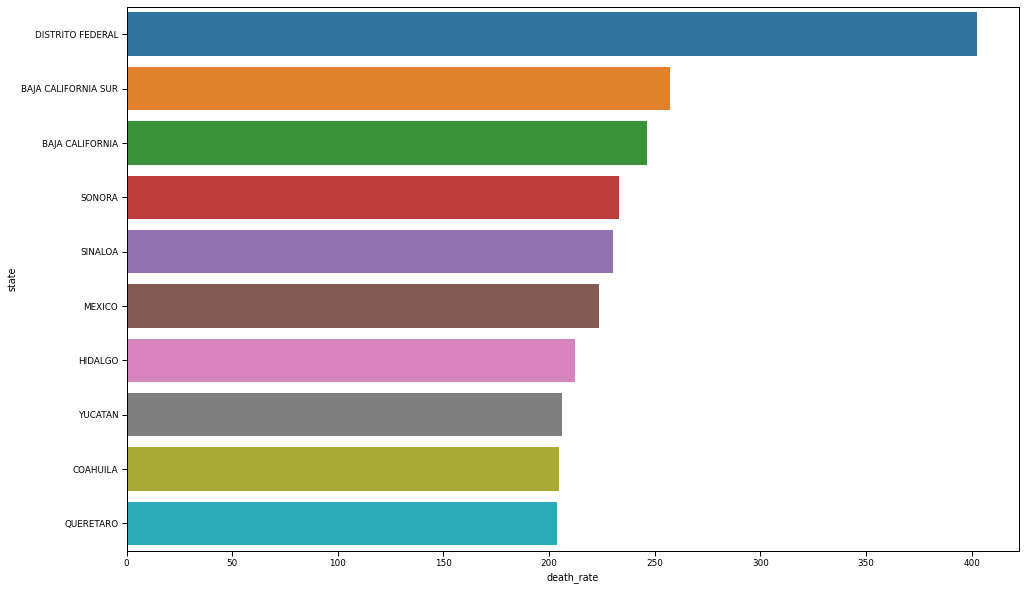 DISTRITO FEDERAL
BAJA CALIFORNIA SUR
BAJA CALIFORNIA
SONORA
SINALOA
MEXICO
HIDALGO
YUCATAN
COAHUILA
QUERETARO
state
0 50 100 150 200 250 300 350 400
death_rate